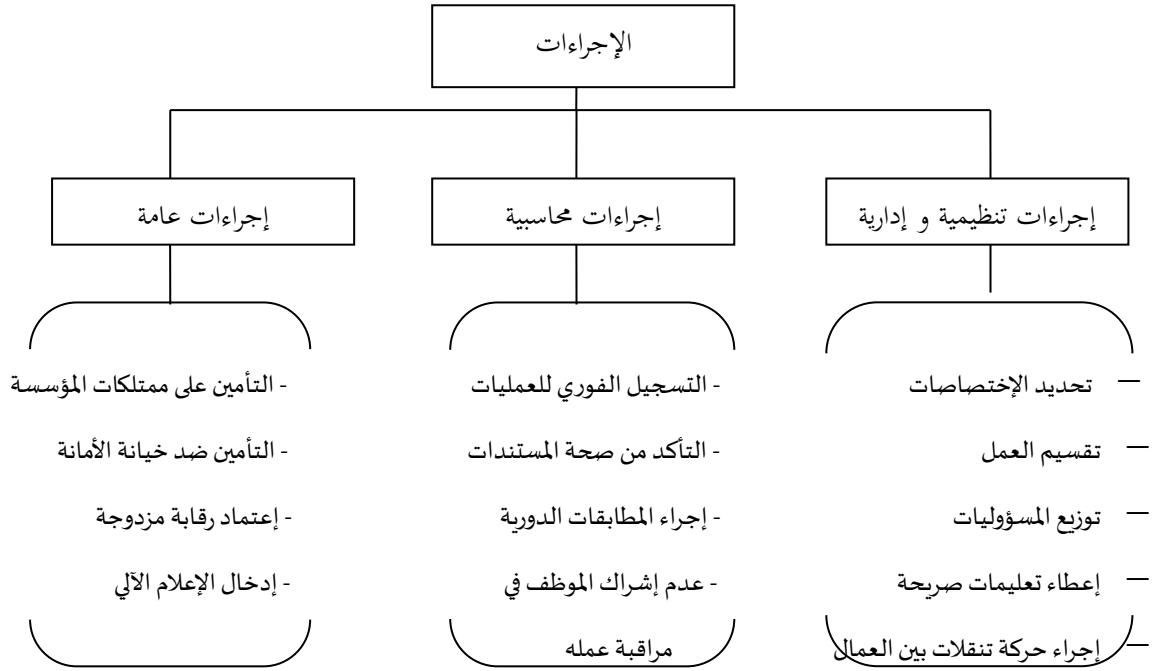 الإجراءات
إجراءات تنظيمية و إدارية
إجراءات محاسبية
إجراءات عامة
— تحديد الإختصاصات
— تقسيم العمل
— توزيع المسؤوليات
— إعطاء تعليمات صريحة
— إجراء حركة تنقلات بين العمال
- التسجيل الفوري للعمليات
- التأكد من صحة المستندات
- إجراء المطابقات الدورية
- عدم إشراك الموظف في
مراقبة عمله
- التأمين على ممتلكات المؤسسة
- التأمين ضد خيانة الأمانة
- إعتماد رقابة مزدوجة
- إدخال الإعلام الآلي